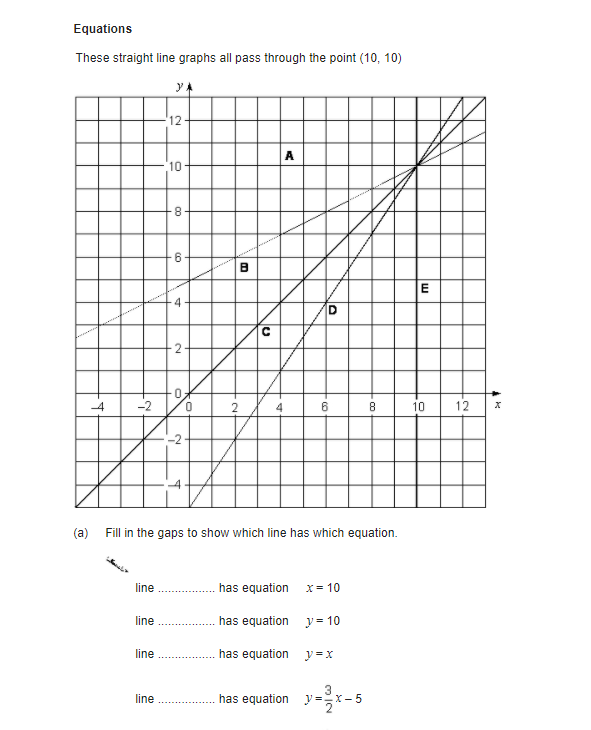 Equations
These straight line graphs all pass through the point (10, 10)
y
12
10
A
8
6
B
E
4
D
C
2
0
–4 –2 0 2 4 6 8 10 12 x
–2
–4
(a) Fill in the gaps to show which line has which equation.
line ................. has equation x = 10
line ................. has equation y = 10
line ................. has equation y = x
line ................. has equation y = 3/2 x – 5